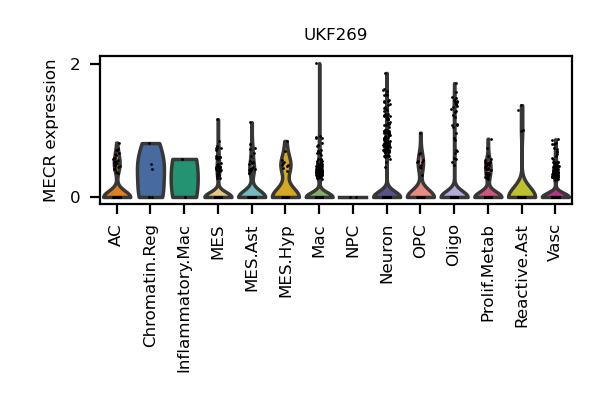 UKF269
MECR expression
2
0
AC
Chromatin.Reg
Inflammatory.Mac
MES
MES.Ast
MES.Hyp
Mac
NPC
Neuron
OPC
Oligo
Prolif.Metab
Reactive.Ast
Vasc